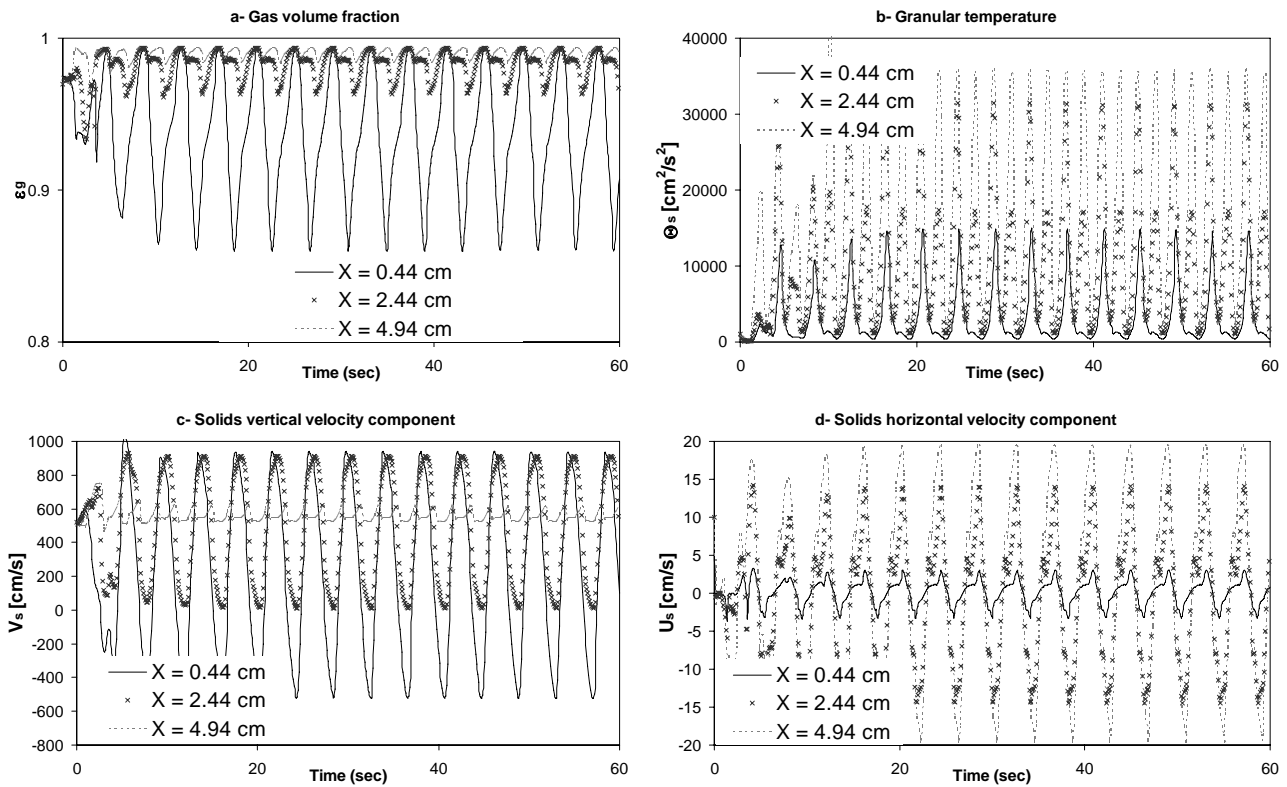 a- Gas volume fraction
1
0.9
0.8
εg
0
20
40
60
Time (sec)
X = 0.44 cm
X = 2.44 cm
X = 4.94 cm
b- Granular temperature
40000
30000
20000
10000
0
Θs [cm²/s²]
0
20
40
60
Time (sec)
X = 0.44 cm
X = 2.44 cm
X = 4.94 cm
c- Solids vertical velocity component
1000
800
600
400
200
0
-200
-400
-600
-800
Vs [cm/s]
0
20
40
60
Time (sec)
X = 0.44 cm
X = 2.44 cm
X = 4.94 cm
d- Solids horizontal velocity component
20
15
10
5
0
-5
-10
-15
-20
Us [cm/s]
0
20
40
60
Time (sec)
X = 0.44 cm
X = 2.44 cm
X = 4.94 cm